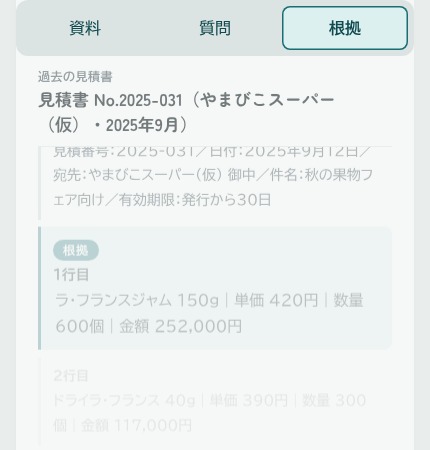 資料 質問 根拠
過去の見積書
見積書 No.2025-031（やまびこスーパー
（仮）・2025年9月）
見積番号：2025-031／日付：2025年9月12日／
宛先：やまびこスーパー（仮） 御中／件名：秋の果物フ
ェア向け／有効期限：発行から30日
根拠
1行目
ラ・フランスジャム 150g｜単価 420円｜数量
600個｜金額 252,000円
2行目
ドライラ・フランス 40g｜単価 390円｜数量 300
個｜金額 117,000円